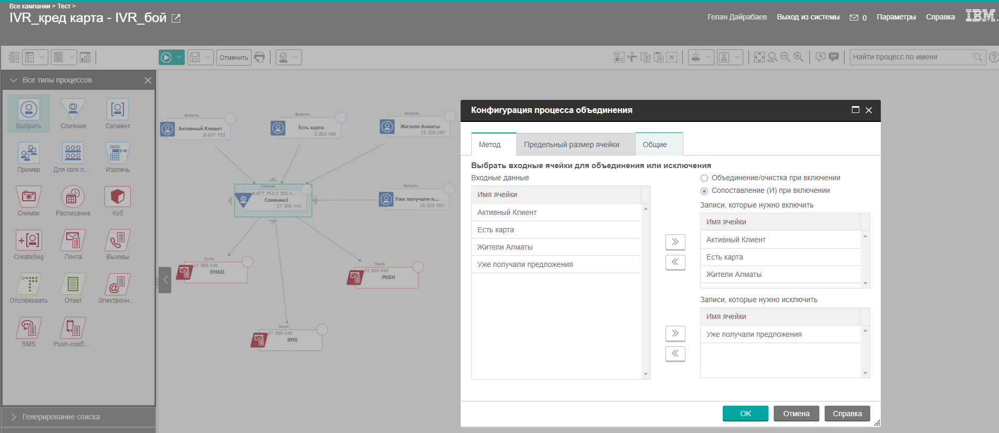 Все кампании > Тест >
IVR_кред карта - IVR_бой
Гелан Дайрабаев
Выход из системы
0
Параметры
Справка
IBM
Отменить
100
Найти процесс по имени
Все типы процессов
Выбрать
Слияние
Сегмент
Пример
Для кого п...
Извлечь
Снимок
Расписание
Куб
CreateSeg
Почта
Вызовы
Отслеживать
Ответ
Электронн...
SMS
Push-сооб...
Генерирование списка
Выбрать
Активный Клиент
8 677 753
Выбрать
Есть карта
3 302 400
Выбрать
Жители Алматы
15 320 287
Слияние
8 677 753;3 302 4...
Слияние1
27 300 440
Выбрать
Уже получали п...
15 320 287
Почта
27 300 440
EMAIL
Почта
27 300 440
PUSH
Почта
27 300 440
SMS
Конфигурация процесса объединения
Метод
Предельный размер ячейки
Общие
Выбрать входные ячейки для объединения или исключения
Входные данные
Имя ячейки
Активный Клиент
Есть карта
Жители Алматы
Уже получали предложения
Объединение/очистка при включении
Сопоставление (И) при включении
Записи, которые нужно включить
Имя ячейки
Активный Клиент
Есть карта
Жители Алматы
Записи, которые нужно исключить
Имя ячейки
Уже получали предложения
OK
Отмена
Справка